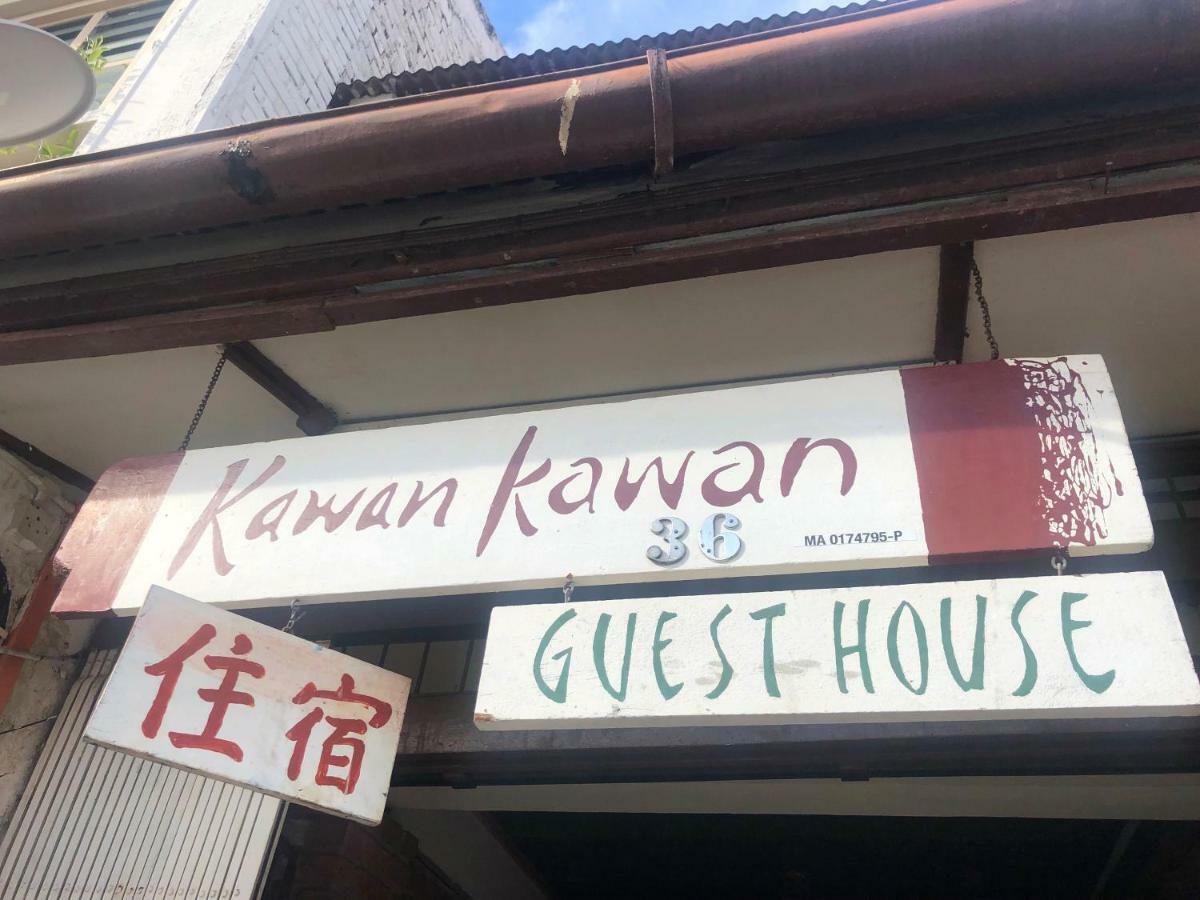 Kawan Kawan
36
MA 0174795-P
住宿
GUEST HOUSE